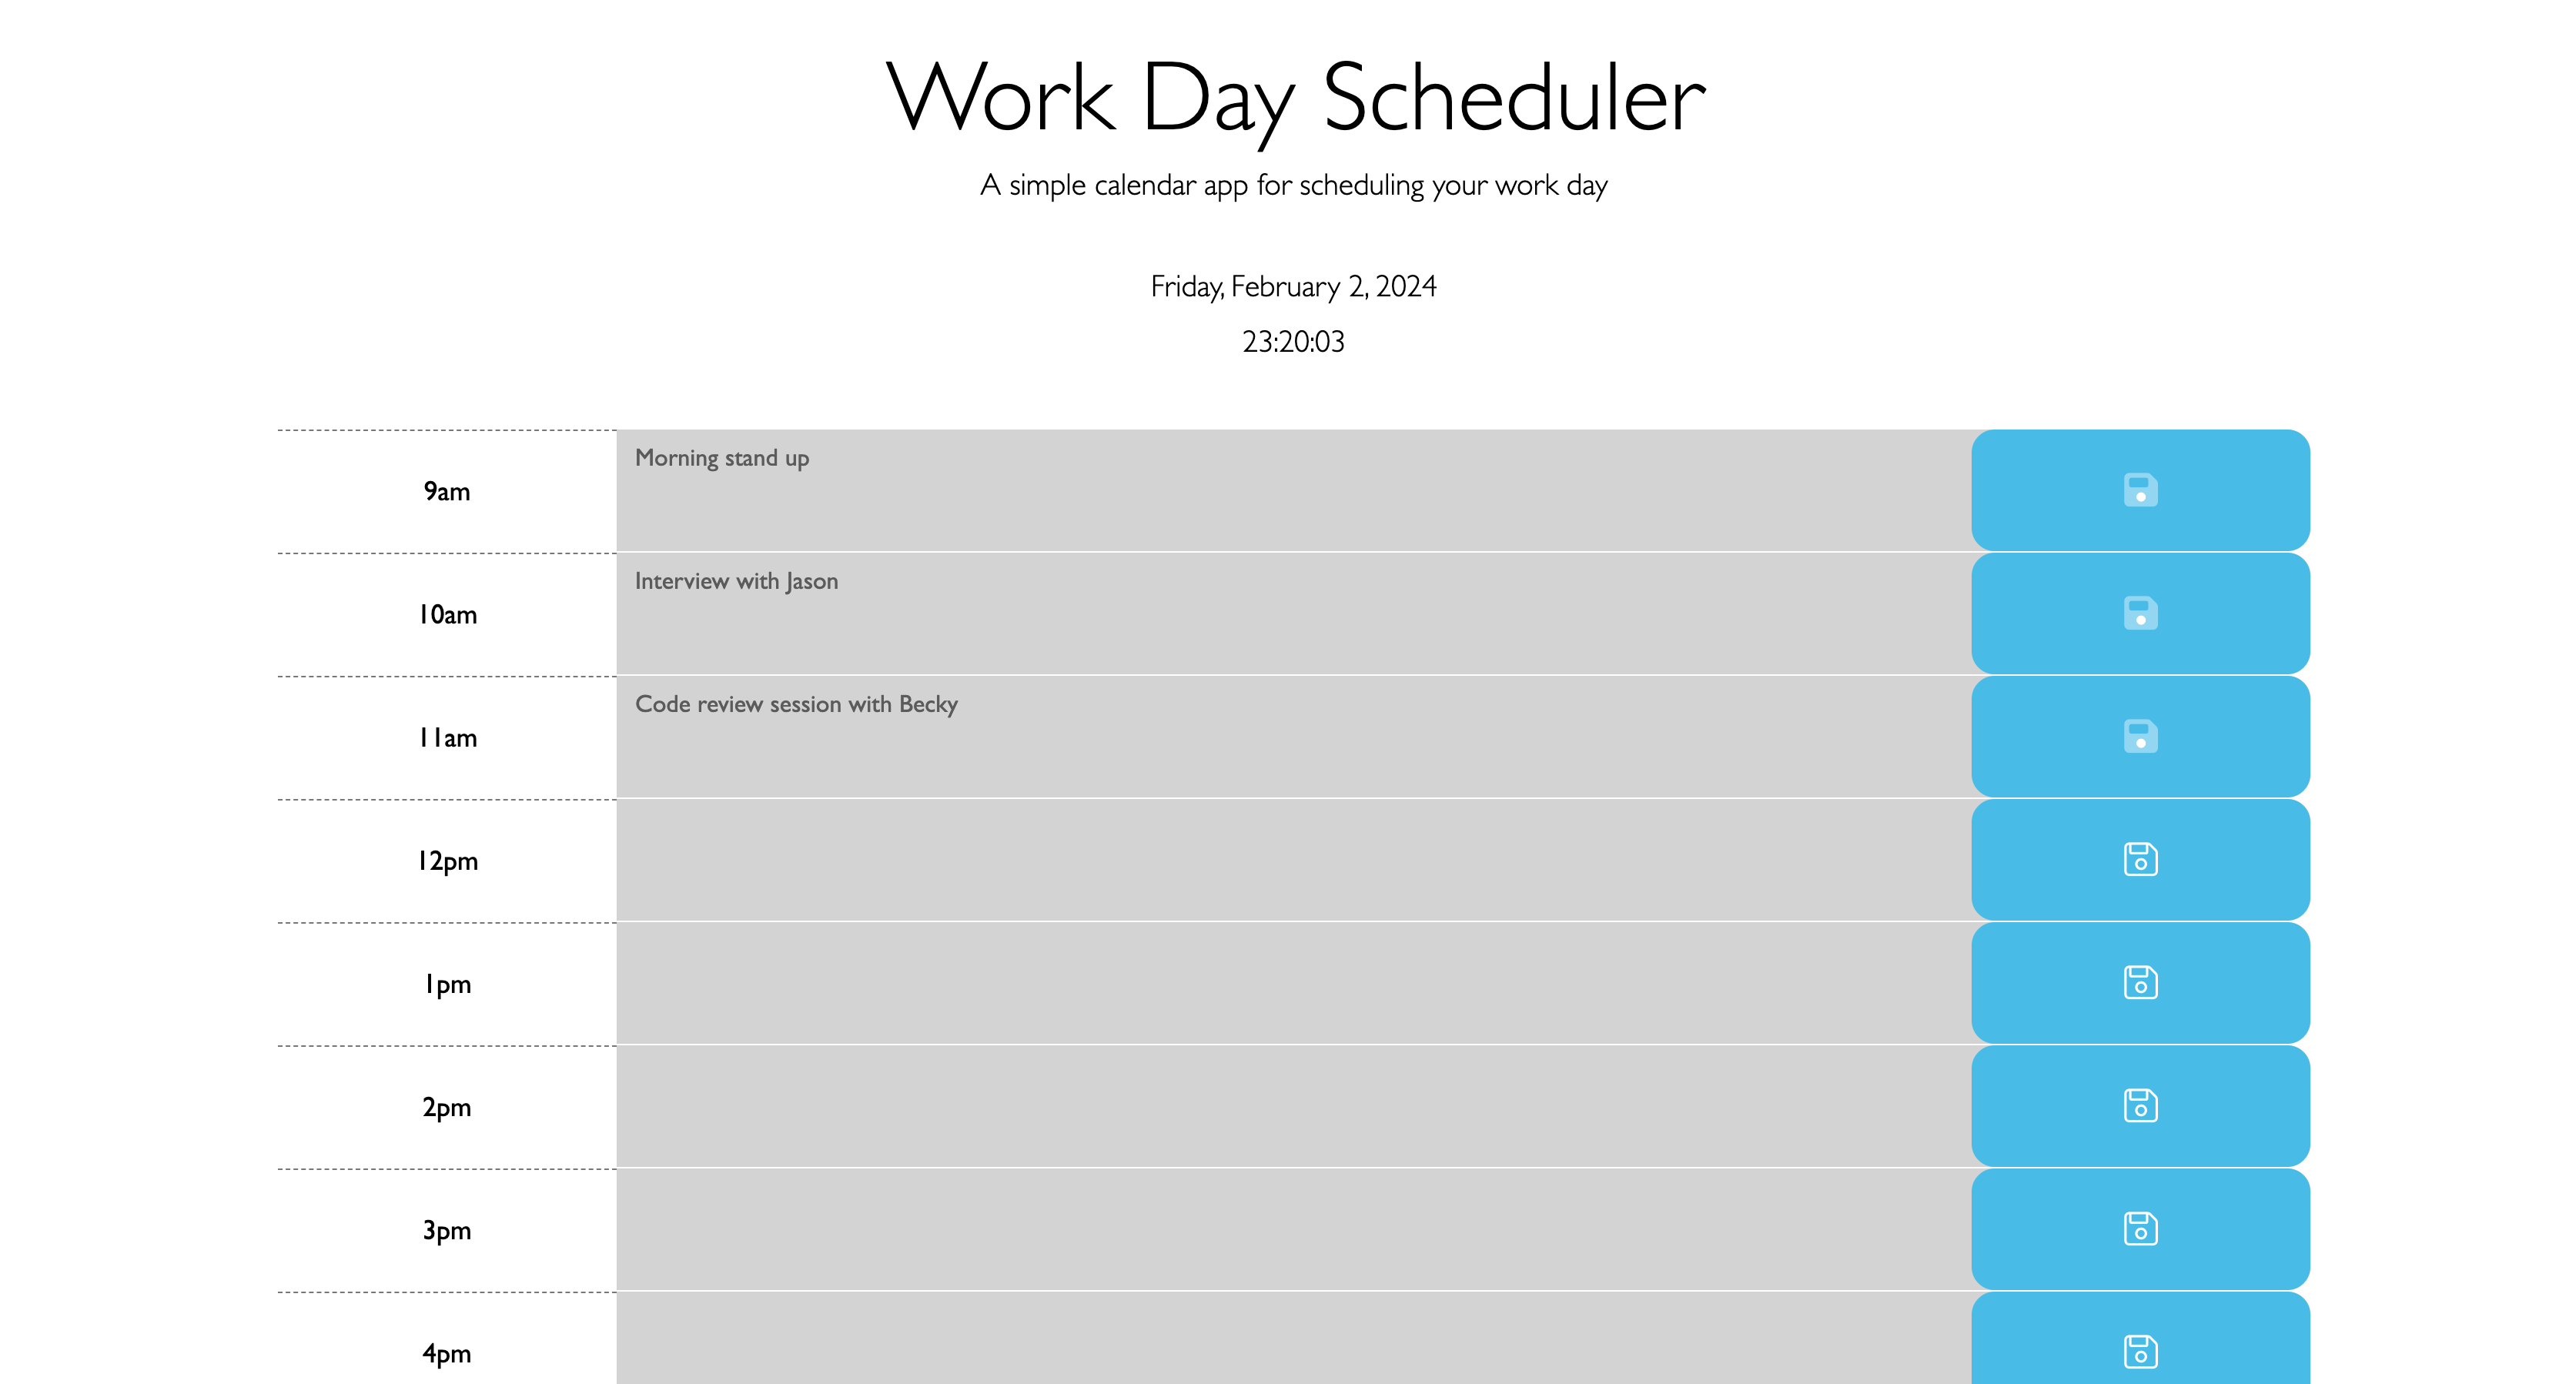 Work Day Scheduler
A simple calendar app for scheduling your work day
Friday, February 2, 2024
23:20:03
9am
Morning stand up
10am
Interview with Jason
11am
Code review session with Becky
12pm
1pm
2pm
3pm
4pm